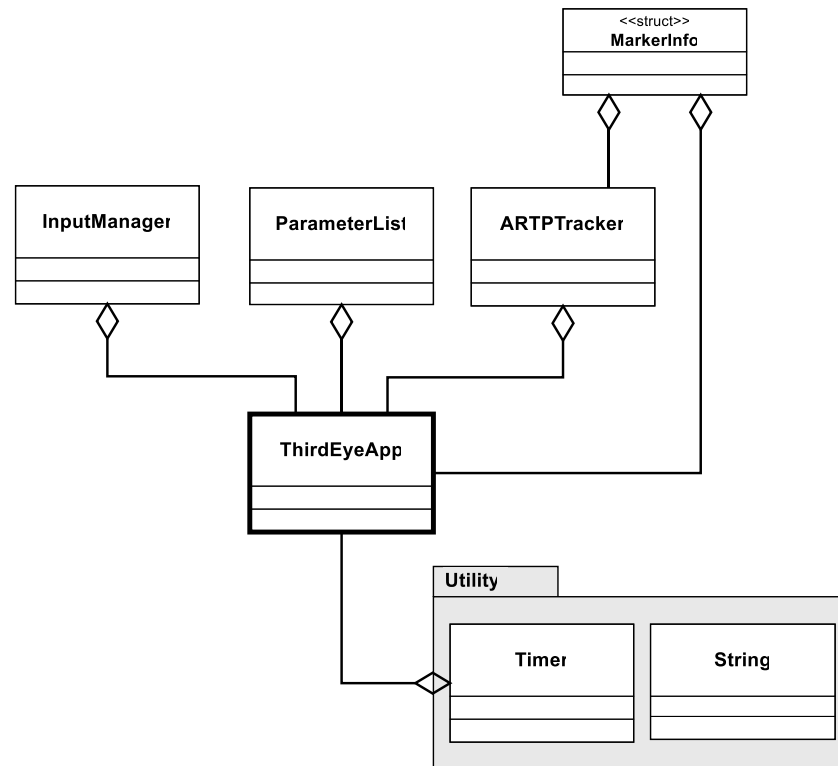 <<struct>>
MarkerInfo
InputManager
ParameterList
ARTPTracker
ThirdEyeApp
Utility
Timer
String